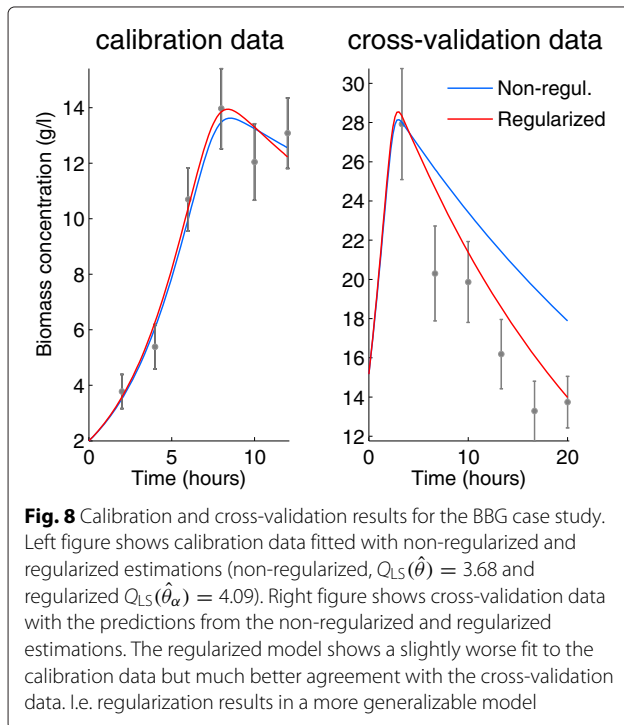 calibration data
cross-validation data
Biomass concentration (g/l)
14
12
10
8
6
4
2
0
5
10
Time (hours)
30
28
26
24
22
20
18
16
14
12
0
10
20
Time (hours)
Non-regul.
Regularized
Fig. 8 Calibration and cross-validation results for the BBG case study.
Left figure shows calibration data fitted with non-regularized and
regularized estimations (non-regularized, Q_LS(θ̂) = 3.68 and
regularized Q_LS(θ̂_α) = 4.09). Right figure shows cross-validation data
with the predictions from the non-regularized and regularized
estimations. The regularized model shows a slightly worse fit to the
calibration data but much better agreement with the cross-validation
data. I.e. regularization results in a more generalizable model